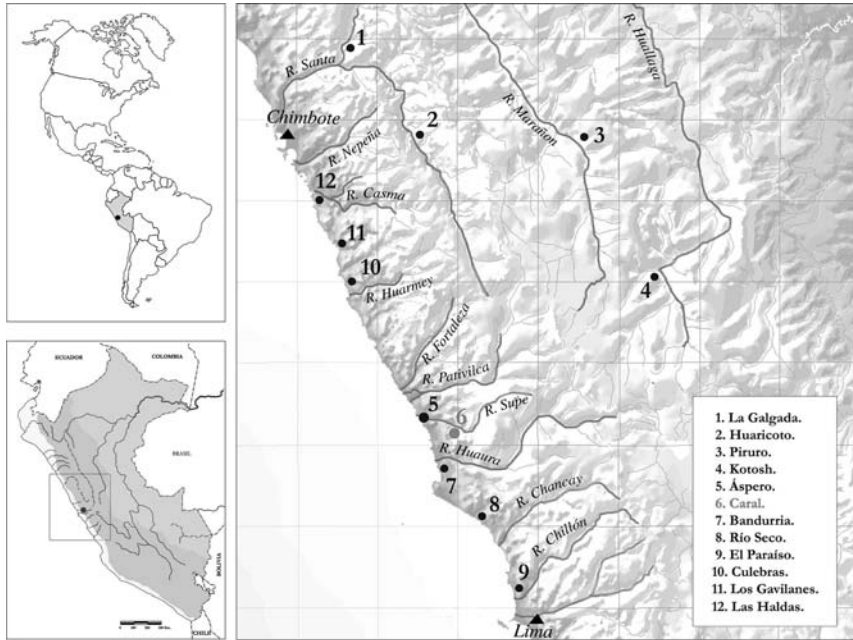 ECUADOR
COLOMBIA
BRASIL
BOLIVIA
CHILE
1
R. Santa
Chimbote
2
R. Nepeña
R. Marañon
3
R. Huallaga
12
R. Casma
11
10
R. Huarmey
4
R. Fortaleza
R. Pativilca
5
6
R. Supe
R. Huaura
7
8
R. Chancay
R. Chillón
9
Lima
1. La Galgada.
2. Huaricoto.
3. Piruro.
4. Kotosh.
5. Áspero.
6. Caral.
7. Bandurria.
8. Río Seco.
9. El Paraíso.
10. Culebras.
11. Los Gavilanes.
12. Las Haldas.